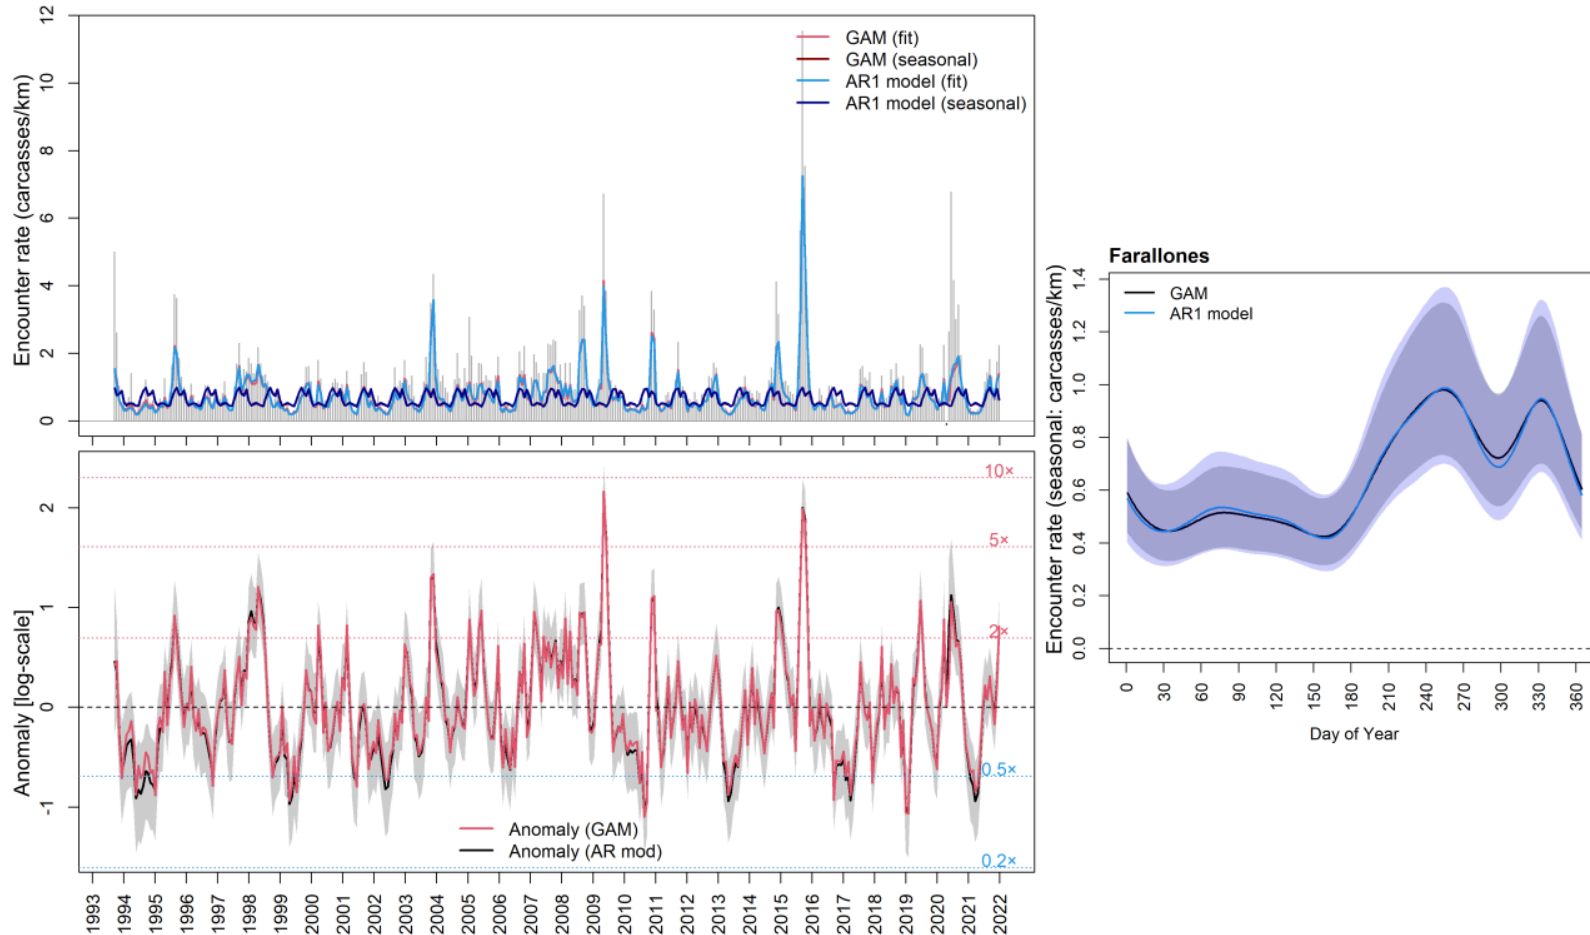 Encounter rate (carcasses/km)
12
10
8
6
4
2
0
GAM (fit)
GAM (seasonal)
AR1 model (fit)
AR1 model (seasonal)
Anomaly [log-scale]
2
1
0
-1
10×
5×
2×
0.5×
0.2×
Anomaly (GAM)
Anomaly (AR mod)
1993 1994 1995 1996 1997 1998 1999 2000 2001 2002 2003 2004 2005 2006 2007 2008 2009 2010 2011 2012 2013 2014 2015 2016 2017 2018 2019 2020 2021 2022
Farallones
Encounter rate (seasonal: carcasses/km)
1.4
1.2
1.0
0.8
0.6
0.4
0.2
0.0
GAM
AR1 model
0 30 60 90 120 150 180 210 240 270 300 330 360
Day of Year